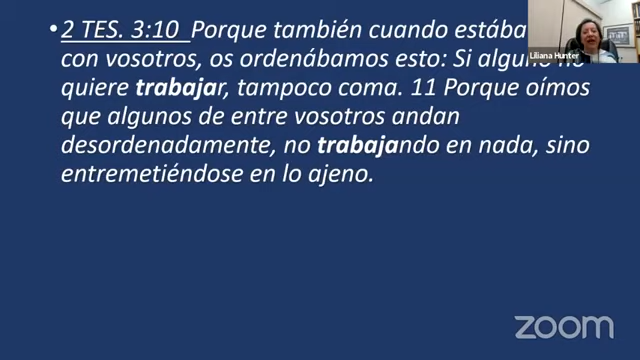 •2 TES. 3:10 Porque también cuando
con vosotros, os ordenábamos esto: Si
quiere trabajar, tampoco coma. 11 Porque oímos
que algunos de entre vosotros andan
desordenadamente, no trabajando en nada, sino
entremetiéndose en lo ajeno.
Liliana Hunter
zoom